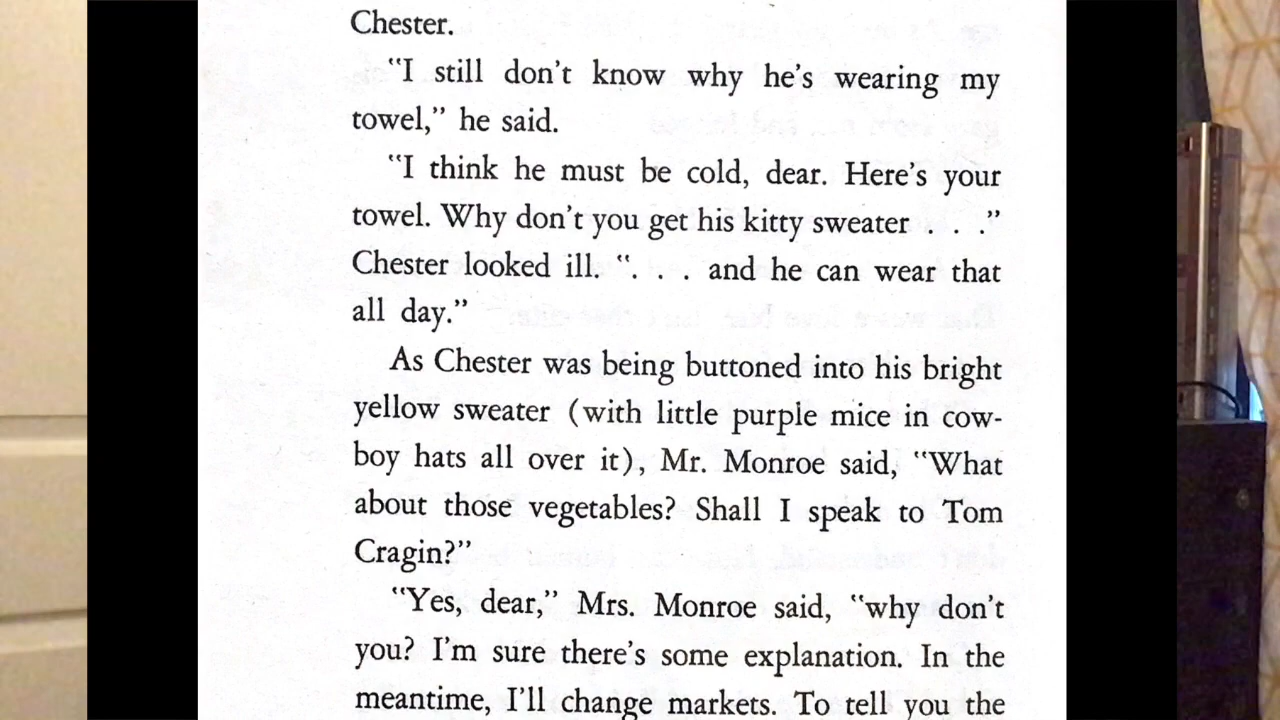 Chester.
“I still don’t know why he’s wearing my
towel,” he said.
“I think he must be cold, dear. Here’s your
towel. Why don’t you get his kitty sweater . . .”
Chester looked ill. “. . . and he can wear that
all day.”
As Chester was being buttoned into his bright
yellow sweater (with little purple mice in cow-
boy hats all over it), Mr. Monroe said, “What
about those vegetables? Shall I speak to Tom
Cragin?”
“Yes, dear,” Mrs. Monroe said, “why don’t
you? I’m sure there’s some explanation. In the
meantime, I’ll change markets. To tell you the